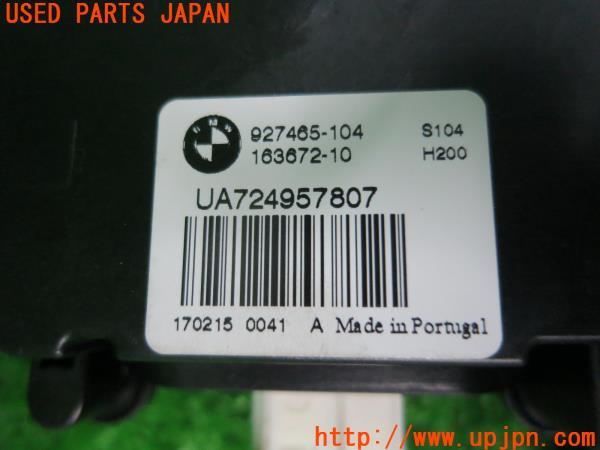 USED PARTS JAPAN
BMW
927465-104 S104
163672-10 H200
UA724957807
170215 0041 A Made in Portugal
UPJ
http://www.upjpn.com/